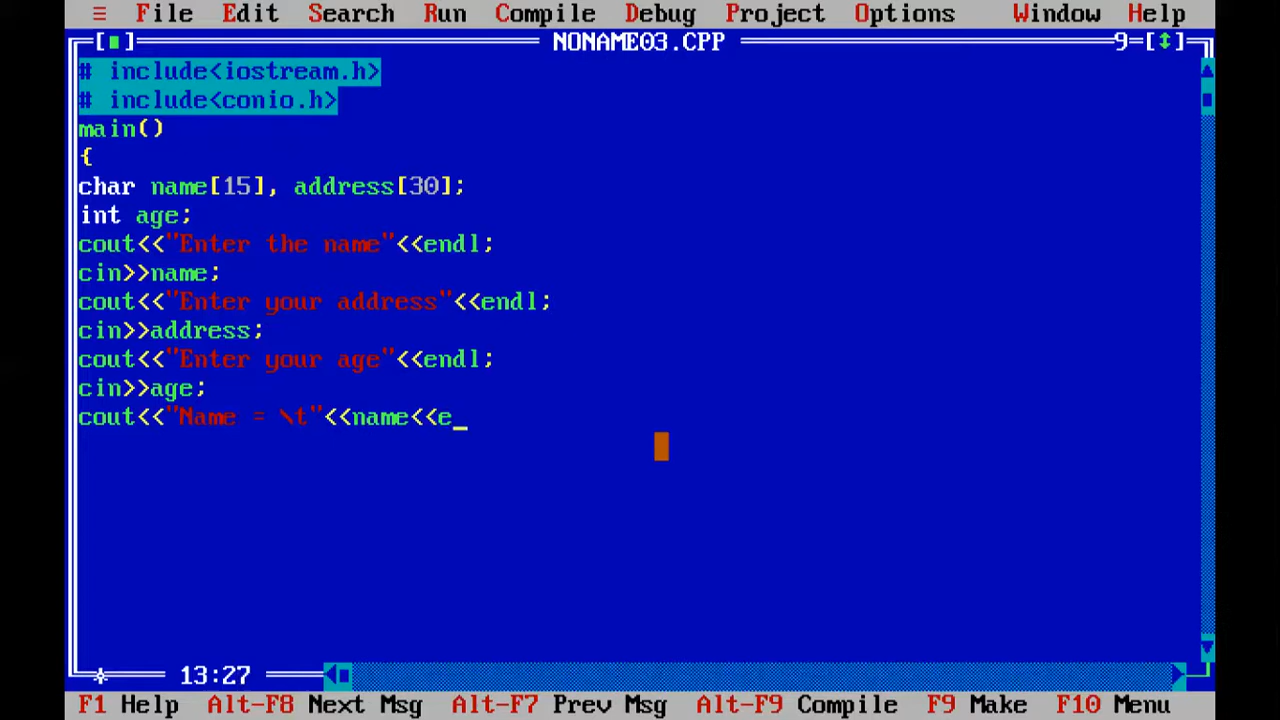 ≡ File Edit Search Run Compile Debug Project Options Window Help
[■] NONAME03.CPP 9=[↕]
# include<iostream.h>
# include<conio.h>
main()
{
char name[15], address[30];
int age;
cout<<"Enter the name"<<endl;
cin>>name;
cout<<"Enter your address"<<endl;
cin>>address;
cout<<"Enter your age"<<endl;
cin>>age;
cout<<"Name = \t"<<name<<e_
13:27
F1 Help Alt-F8 Next Msg Alt-F7 Prev Msg Alt-F9 Compile F9 Make F10 Menu